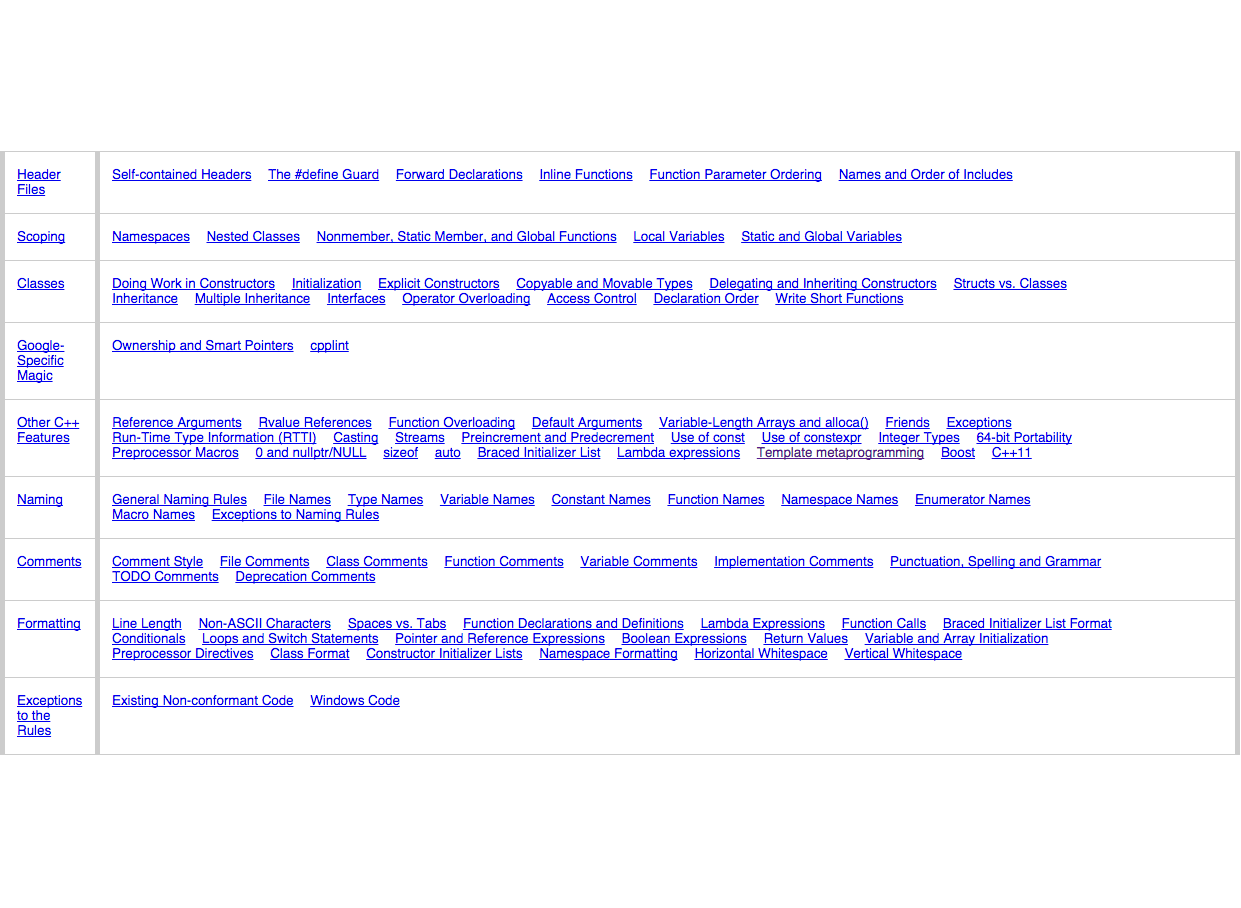 Header
Files
Self-contained Headers The #define Guard Forward Declarations Inline Functions Function Parameter Ordering Names and Order of Includes
Scoping
Namespaces Nested Classes Nonmember, Static Member, and Global Functions Local Variables Static and Global Variables
Classes
Doing Work in Constructors Initialization Explicit Constructors Copyable and Movable Types Delegating and Inheriting Constructors Structs vs. Classes
Inheritance Multiple Inheritance Interfaces Operator Overloading Access Control Declaration Order Write Short Functions
Google-
Specific
Magic
Ownership and Smart Pointers cpplint
Other C++
Features
Reference Arguments Rvalue References Function Overloading Default Arguments Variable-Length Arrays and alloca() Friends Exceptions
Run-Time Type Information (RTTI) Casting Streams Preincrement and Predecrement Use of const Use of constexpr Integer Types 64-bit Portability
Preprocessor Macros 0 and nullptr/NULL sizeof auto Braced Initializer List Lambda expressions Template metaprogramming Boost C++11
Naming
General Naming Rules File Names Type Names Variable Names Constant Names Function Names Namespace Names Enumerator Names
Macro Names Exceptions to Naming Rules
Comments
Comment Style File Comments Class Comments Function Comments Variable Comments Implementation Comments Punctuation, Spelling and Grammar
TODO Comments Deprecation Comments
Formatting
Line Length Non-ASCII Characters Spaces vs. Tabs Function Declarations and Definitions Lambda Expressions Function Calls Braced Initializer List Format
Conditionals Loops and Switch Statements Pointer and Reference Expressions Boolean Expressions Return Values Variable and Array Initialization
Preprocessor Directives Class Format Constructor Initializer Lists Namespace Formatting Horizontal Whitespace Vertical Whitespace
Exceptions
to the
Rules
Existing Non-conformant Code Windows Code